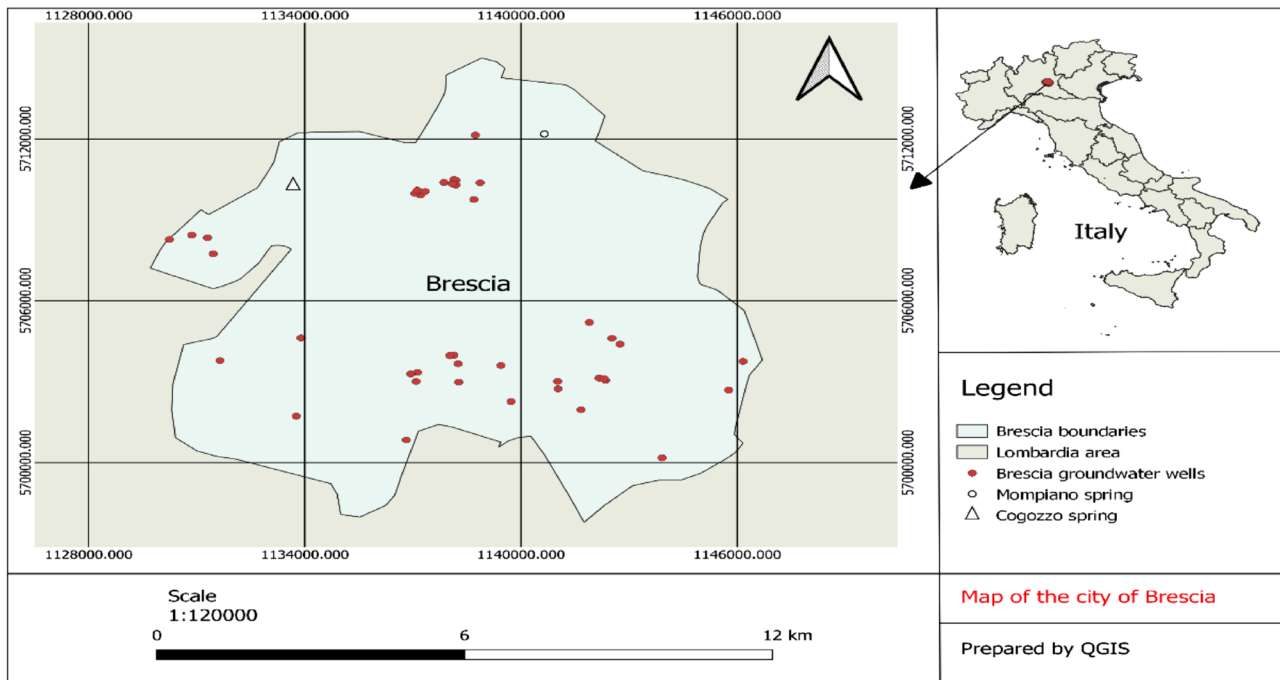 1128000.000 1134000.000 1140000.000 1146000.000
5712000.000 5712000.000
Brescia
5706000.000 5706000.000
5700000.000 5700000.000
1128000.000 1134000.000 1140000.000 1146000.000
Italy
Legend
Brescia boundaries
Lombardia area
Brescia groundwater wells
Mompiano spring
Cogozzo spring
Scale
1:120000
0 6 12 km
Map of the city of Brescia
Prepared by QGIS